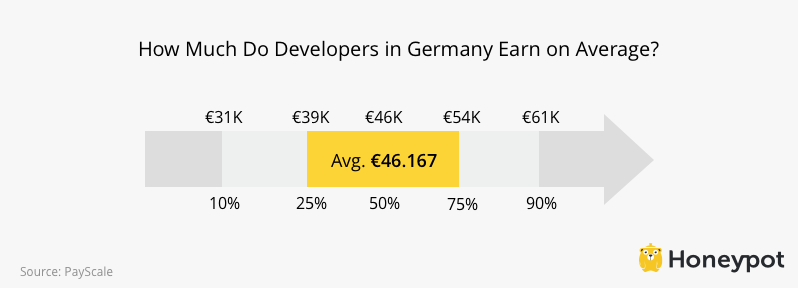 How Much Do Developers in Germany Earn on Average?
€31K €39K €46K €54K €61K
Avg. €46.167
10% 25% 50% 75% 90%
Honeypot
Source: PayScale